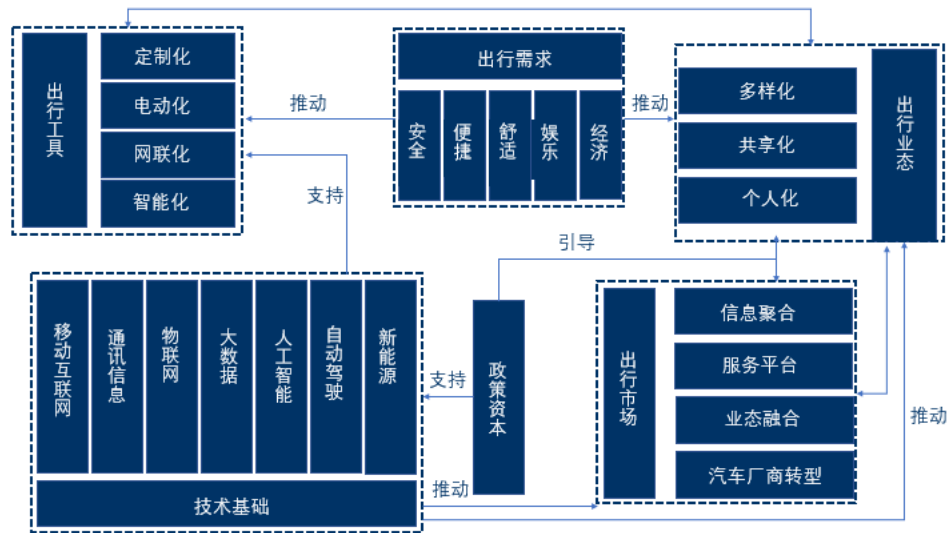 出行工具
定制化
电动化
网联化
智能化
推动
出行需求
安全
便捷
舒适
娱乐
经济
推动
多样化
共享化
个人化
出行业态
支持
引导
移动互联网
通讯信息
物联网
大数据
人工智能
自动驾驶
新能源
技术基础
支持
政策资本
推动
出行市场
信息聚合
服务平台
业态融合
汽车厂商转型
推动